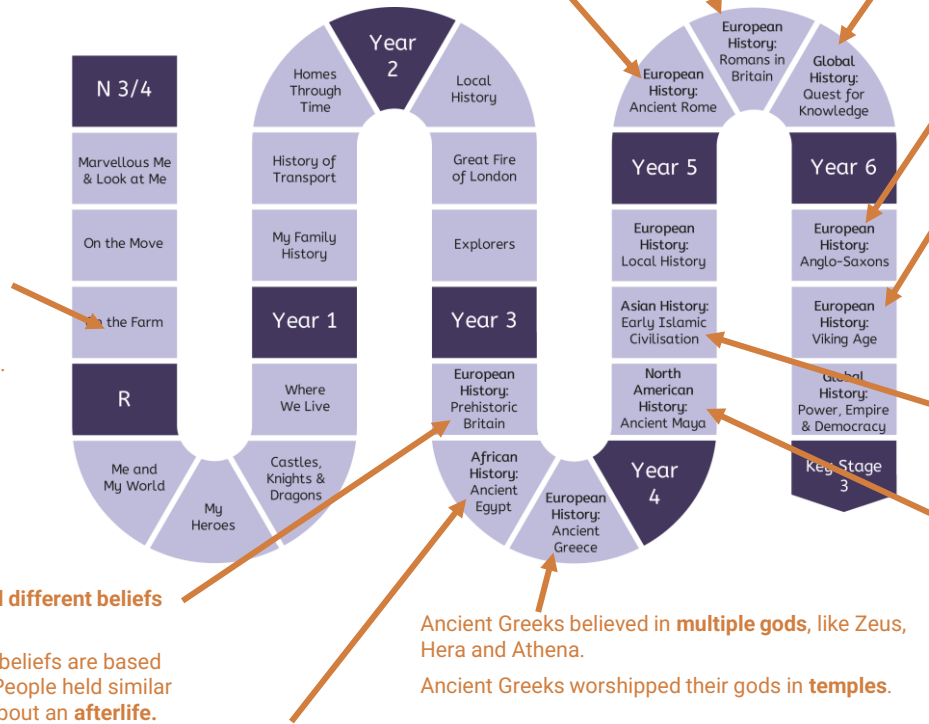 N 3/4
Marvellous Me
& Look at Me
On the Move
the Farm
R
Me and
My World
My
Heroes
Castles,
Knights &
Dragons
Where
We Live
Year 1
My Family
History
History of
Transport
Homes
Through
Time
Year
2
Local
History
Great Fire
of London
Explorers
Year 3
European
History:
Prehistoric
Britain
African
History:
Ancient
Egypt
European
History:
Ancient
Greece
Year
4
North
American
History:
Ancient Maya
Asian History:
Early Islamic
Civilisation
European
History:
Local History
Year 5
European
History:
Ancient Rome
European
History:
Romans in
Britain
Global
History:
Quest for
Knowledge
Year 6
European
History:
Anglo-Saxons
European
History:
Viking Age
Global
History:
Power, Empire
& Democracy
Key Stage
3
.
different beliefs
beliefs are based
People held similar
about an afterlife.
Ancient Greeks believed in multiple gods, like Zeus,
Hera and Athena.
Ancient Greeks worshipped their gods in temples.